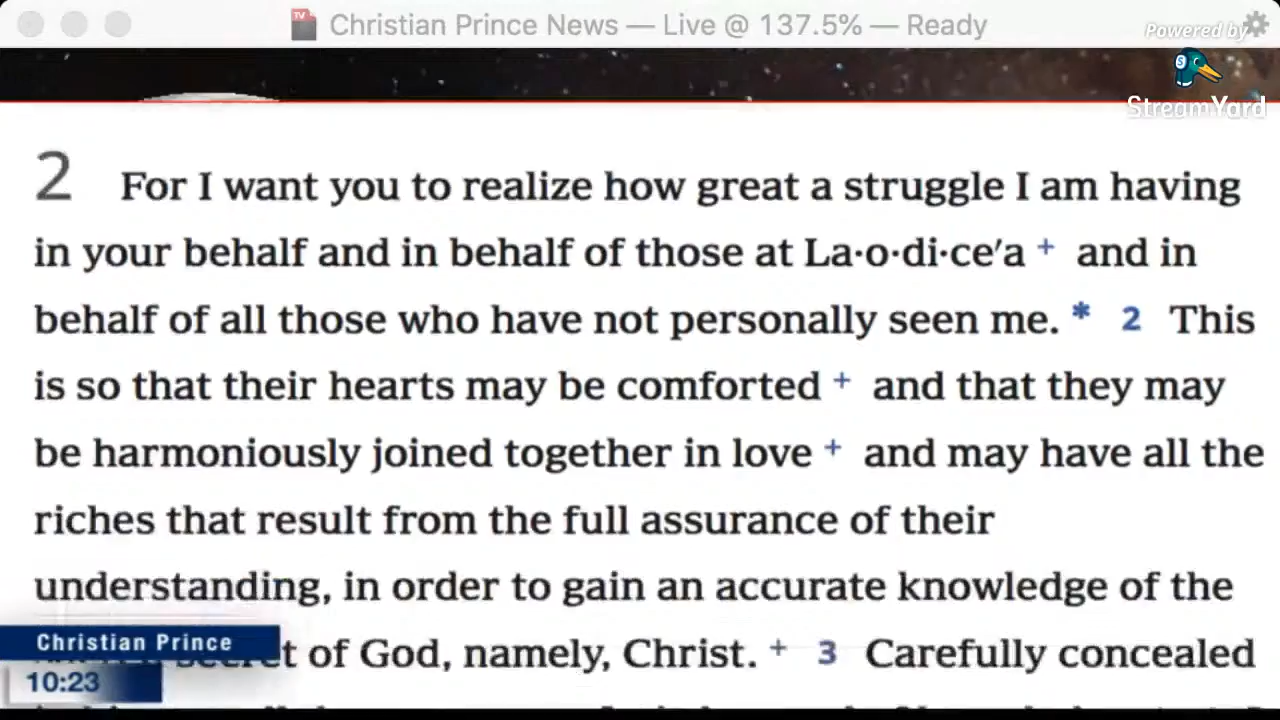 Christian Prince News — Live @ 137.5% — Ready
Powered by
StreamYard
2 For I want you to realize how great a struggle I am having
in your behalf and in behalf of those at La·o·di·ce′a + and in
behalf of all those who have not personally seen me. * 2 This
is so that their hearts may be comforted + and that they may
be harmoniously joined together in love + and may have all the
riches that result from the full assurance of their
understanding, in order to gain an accurate knowledge of the
secret of God, namely, Christ. + 3 Carefully concealed
Christian Prince
10:23